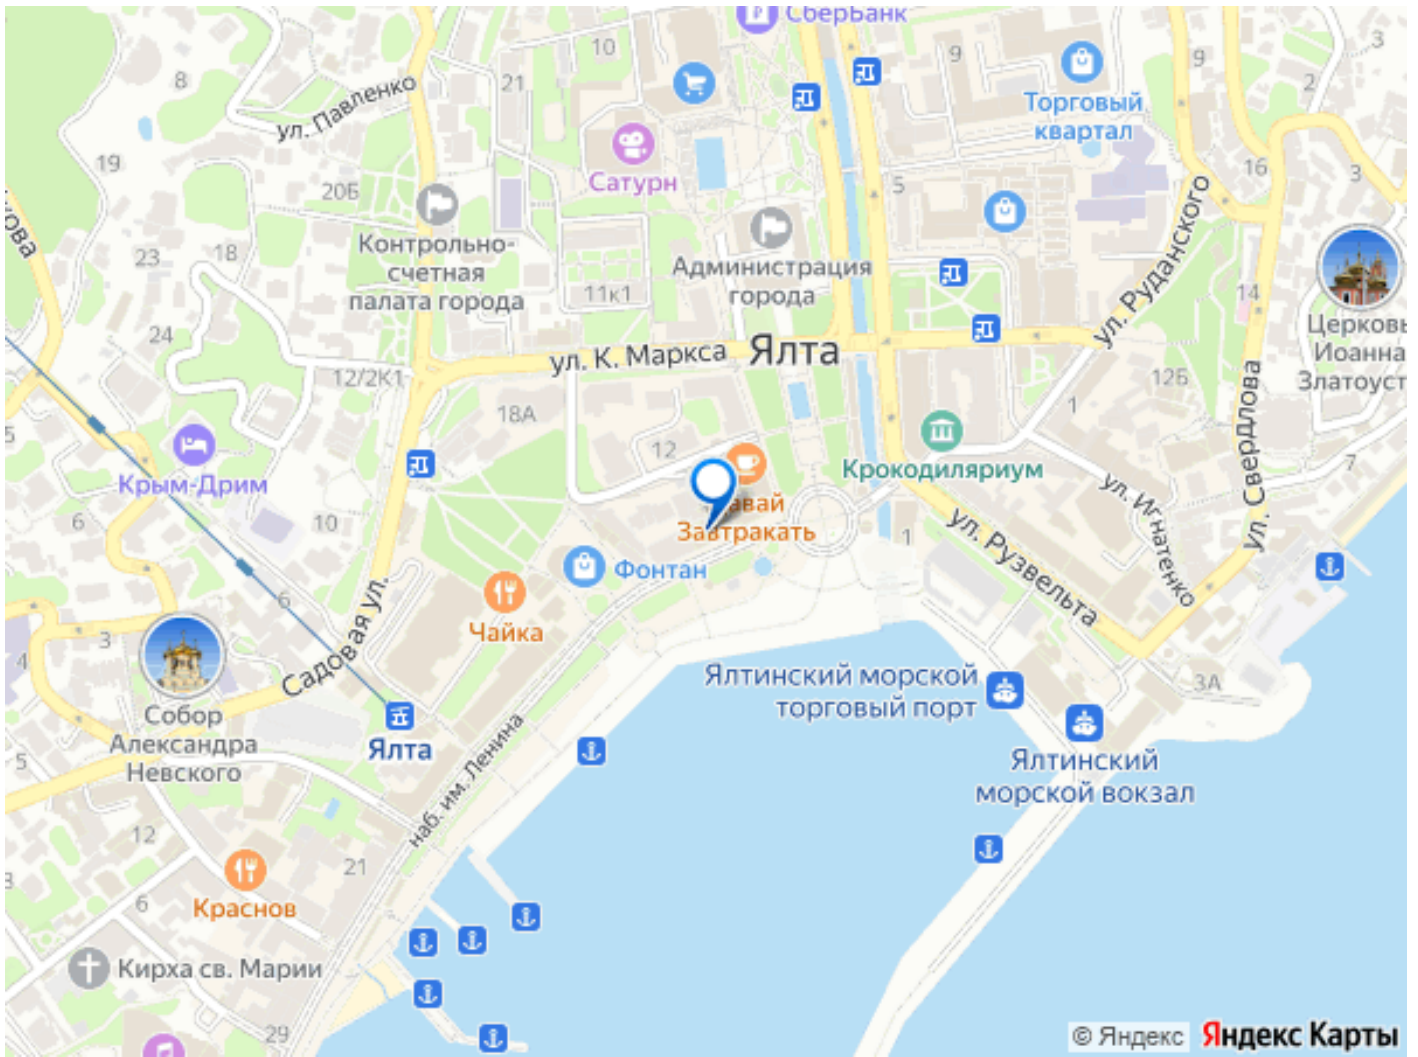 СберБанк
10
9
3
8
21
9
2
ул. Павленко
Торговый
квартал
19
16
20Б
Сатурн
5
3
Контрольно-
счетная
палата города
23
18
Администрация
города
ул. Руданского
11к1
14
24
Церковь
Иоанна
Златоуст
ул. К. Маркса
Ялта
12/2К1
12Б
18А
1
12
Крым-Дрим
Крокодиляриум
ул. Свердлова
7
6
10
авай
Завтракать
ул. Игнатенко
1
ул. Рузвельта
Фонтан
6
Чайка
3
4
Садовая ул.
Ялтинский морской
торговый порт
3А
Собор
Александра
Невского
Ялта
5
Ялтинский
морской вокзал
наб. им. Ленина
12
21
6
Краснов
Кирха св. Марии
29
© Яндекс Яндекс Карты